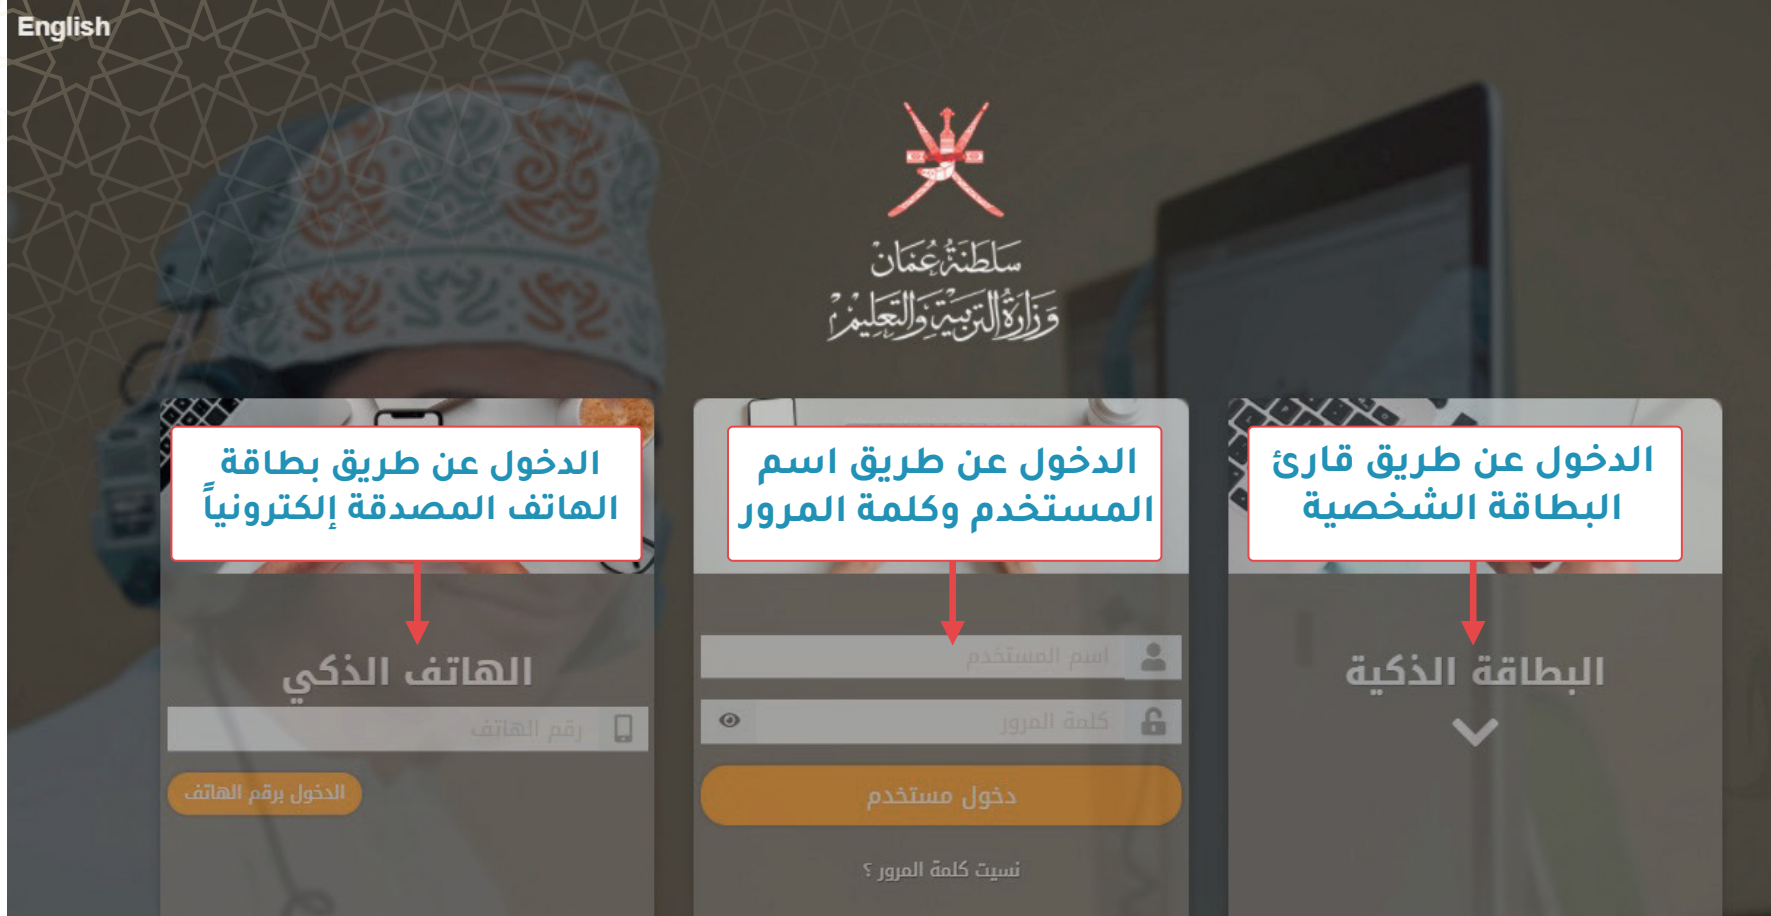 English
سلطنة عُمان
وزارة التربية والتعليم
الدخول عن طريق قارئ
البطاقة الشخصية
البطاقة الذكية
الدخول عن طريق اسم
المستخدم وكلمة المرور
اسم المستخدم
كلمة المرور
دخول مستخدم
نسيت كلمة المرور ؟
الدخول عن طريق بطاقة
الهاتف المصدقة إلكترونياً
الهاتف الذكي
رقم الهاتف
الدخول برقم الهاتف